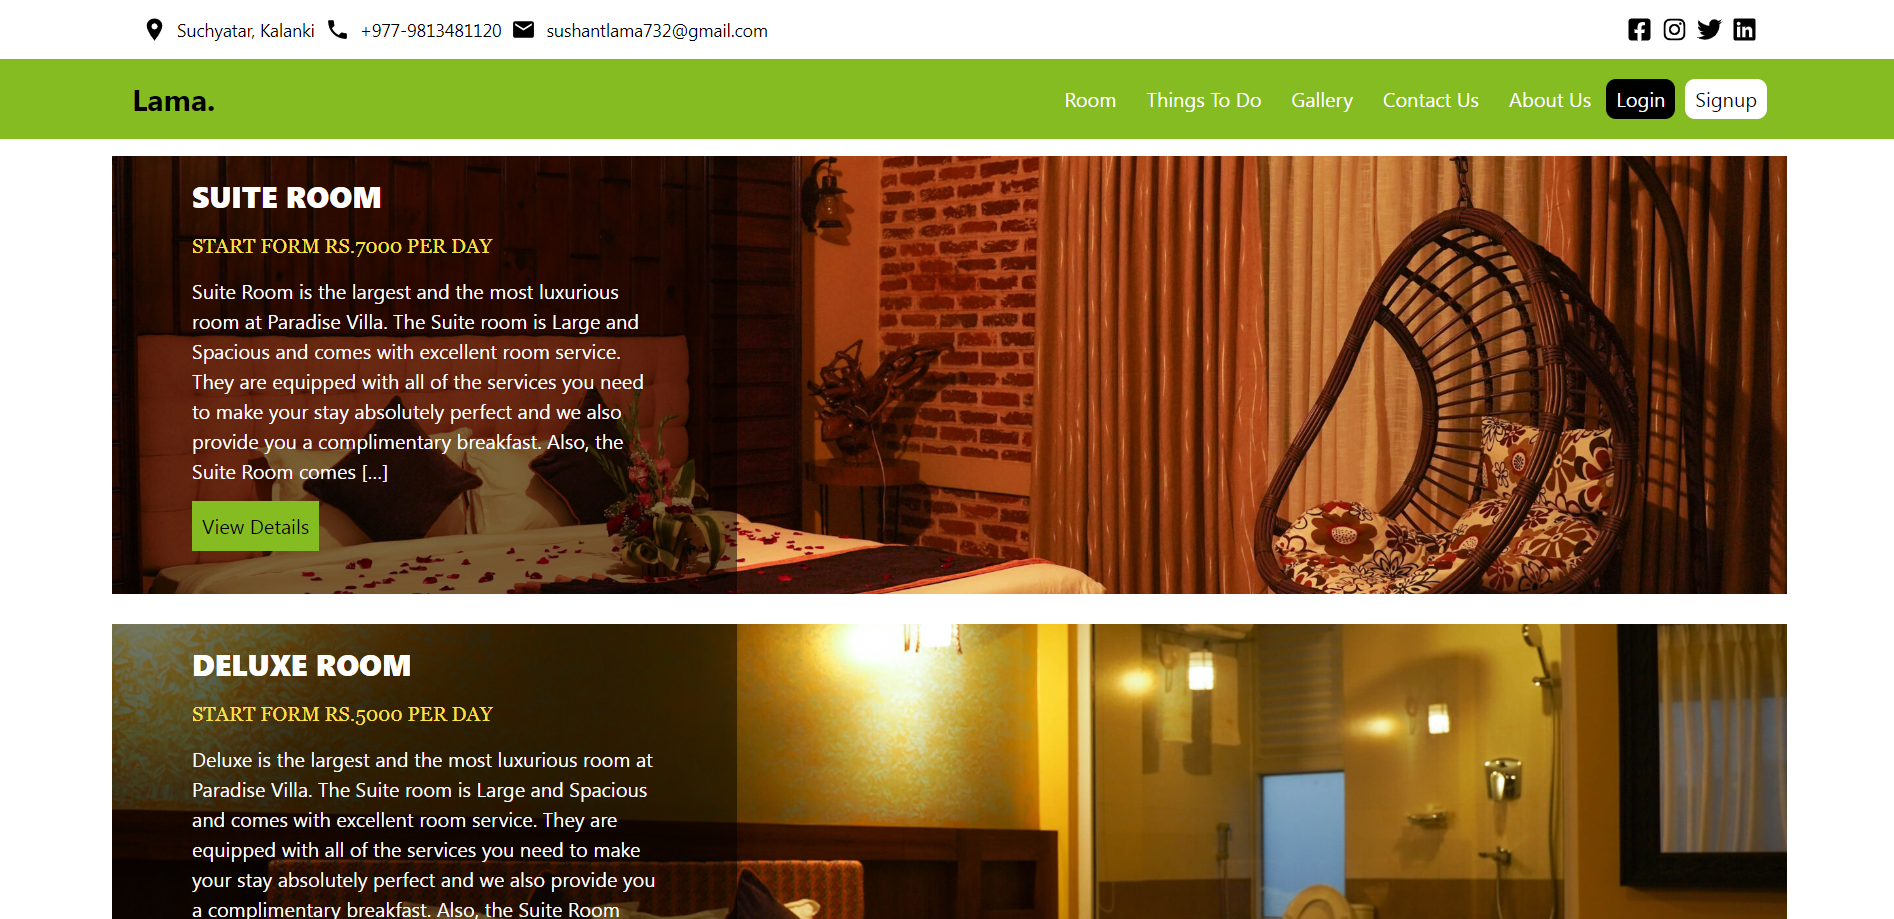 Suchyatar, Kalanki +977-9813481120 sushantlama732@gmail.com
Lama. Room Things To Do Gallery Contact Us About Us Login Signup
SUITE ROOM
START FORM RS.7000 PER DAY
Suite Room is the largest and the most luxurious
room at Paradise Villa. The Suite room is Large and
Spacious and comes with excellent room service.
They are equipped with all of the services you need
to make your stay absolutely perfect and we also
provide you a complimentary breakfast. Also, the
Suite Room comes [...]
View Details
DELUXE ROOM
START FORM RS.5000 PER DAY
Deluxe is the largest and the most luxurious room at
Paradise Villa. The Suite room is Large and Spacious
and comes with excellent room service. They are
equipped with all of the services you need to make
your stay absolutely perfect and we also provide you
a complimentary breakfast. Also, the Suite Room